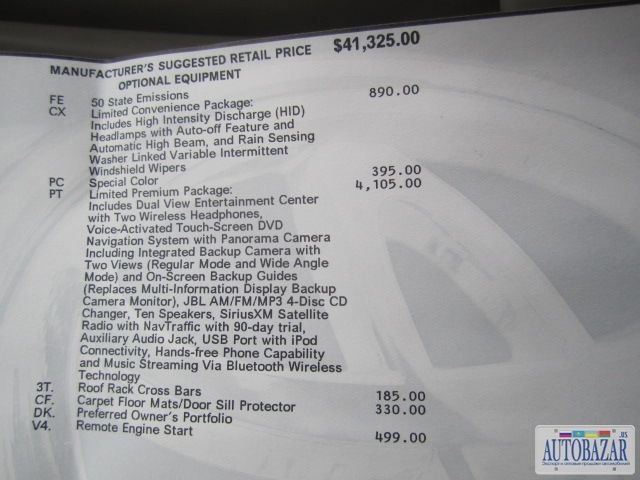 MANUFACTURER'S SUGGESTED RETAIL PRICE $41,325.00
OPTIONAL EQUIPMENT
FE 50 State Emissions
CX Limited Convenience Package: 890.00
Includes High Intensity Discharge (HID)
Headlamps with Auto-off Feature and
Automatic High Beam, and Rain Sensing
Washer Linked Variable Intermittent
Windshield Wipers
PC Special Color 395.00
PT Limited Premium Package: 4,105.00
Includes Dual View Entertainment Center
with Two Wireless Headphones,
Voice-Activated Touch-Screen DVD
Navigation System with Panorama Camera
Including Integrated Backup Camera with
Two Views (Regular Mode and Wide Angle
Mode) and On-Screen Backup Guides
(Replaces Multi-Information Display Backup
Camera Monitor), JBL AM/FM/MP3 4-Disc CD
Changer, Ten Speakers, SiriusXM Satellite
Radio with NavTraffic with 90-day trial,
Auxiliary Audio Jack, USB Port with iPod
Connectivity, Hands-free Phone Capability
and Music Streaming Via Bluetooth Wireless
Technology
3T. Roof Rack Cross Bars 185.00
CF. Carpet Floor Mats/Door Sill Protector 330.00
DK. Preferred Owner's Portfolio
V4. Remote Engine Start 499.00
AUTOBAZAR.US
Экспорт и оптовые продажи автомобилей